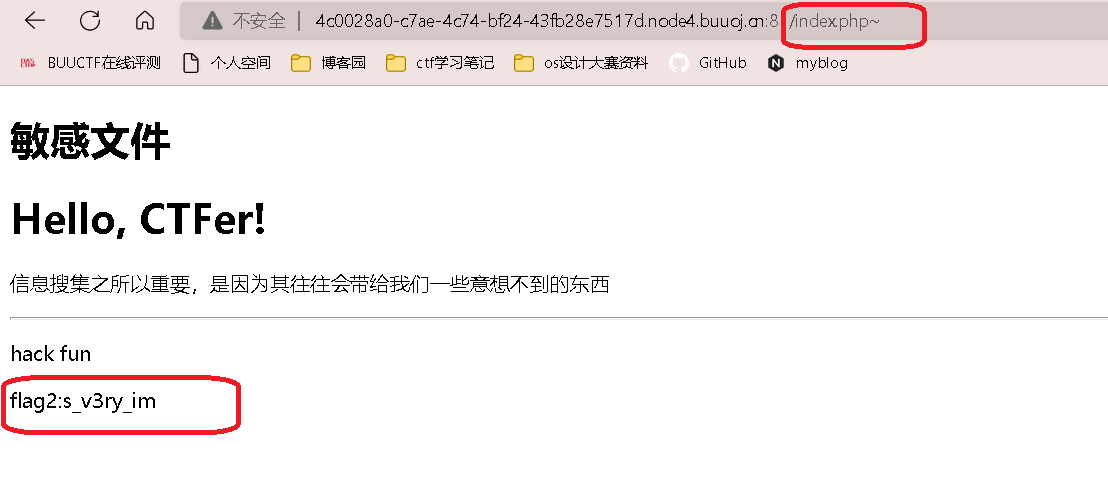 不安全 | 4c0028a0-c7ae-4c74-bf24-43fb28e7517d.node4.buuoj.cn:8 /index.php~
BUUCTF在线评测 个人空间 博客园 ctf学习笔记 os设计大赛资料 GitHub myblog
敏感文件
Hello, CTFer!
信息搜集之所以重要，是因为其往往会带给我们一些意想不到的东西
hack fun
flag2:s_v3ry_im